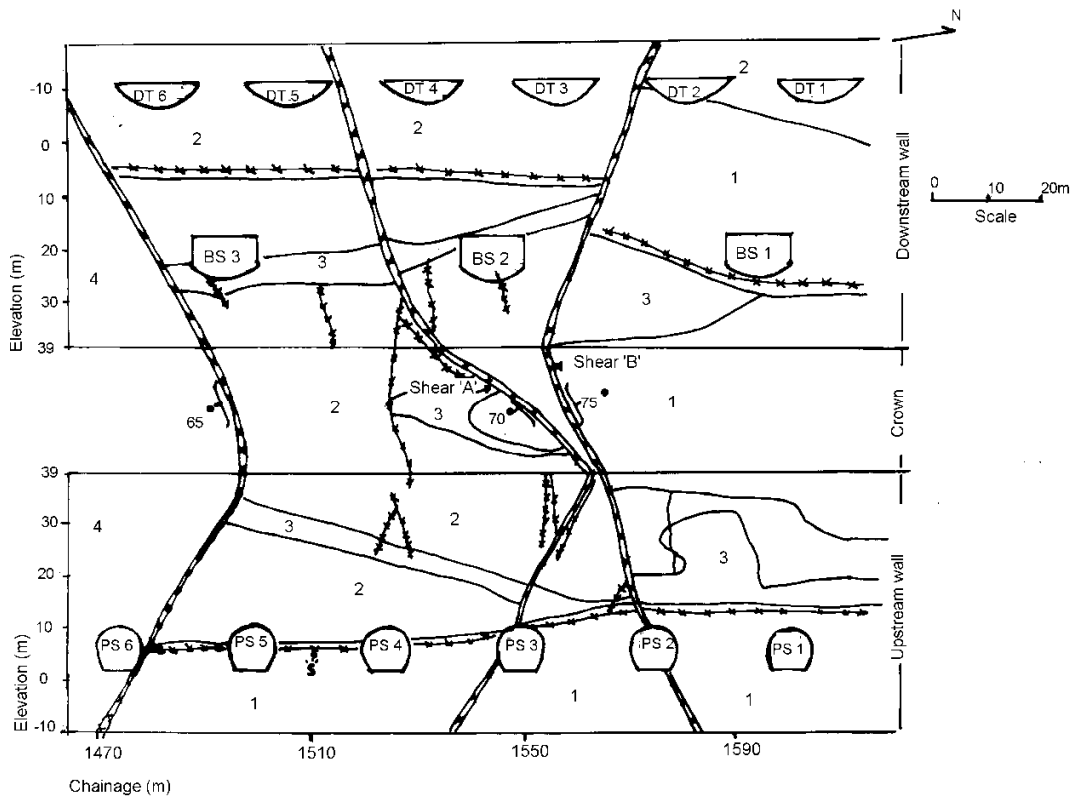 N
2
-10 DT 6 DT 5 DT 4 DT 3 DT 2 DT 1
2 2
0
1
0 10 20m
Scale
10
Downstream wall
20 BS 3 3 BS 2 BS 1
4
30 3
Elevation (m)
39
Shear 'B'
Shear 'A'
2 3 70 75 1
65
Crown
39
4 30 3 2
3
20
2
Upstream wall
10
PS 6 PS 5 PS 4 PS 3 PS 2 PS 1
0 S
1 1 1
Elevation (m)
-10
1470 1510 1550 1590
Chainage (m)